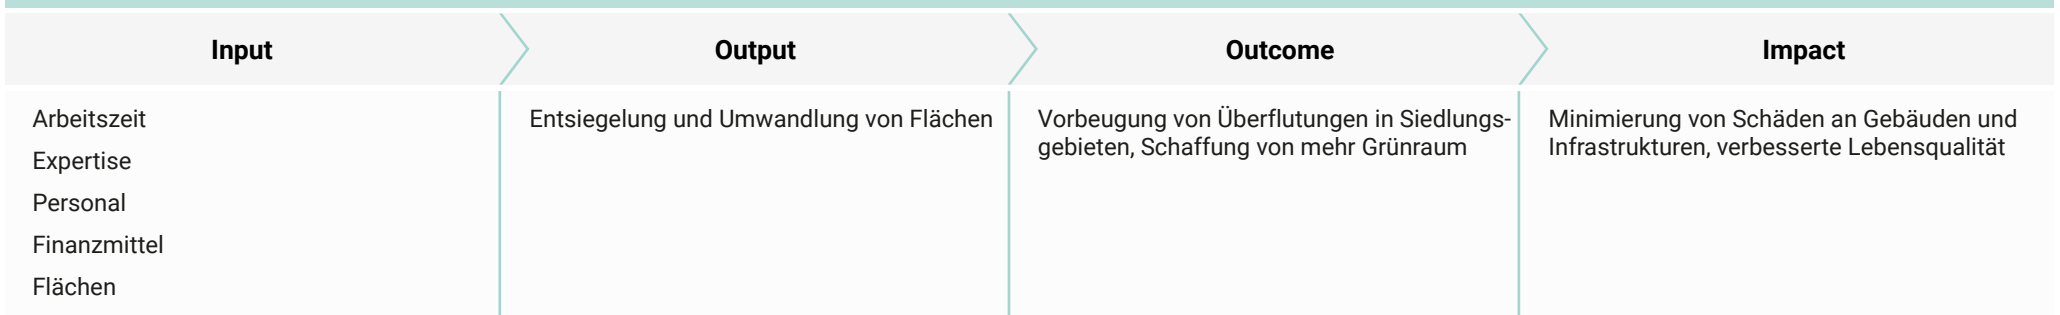 Input
Output
Outcome
Impact
Arbeitszeit
Expertise
Personal
Finanzmittel
Flächen
Entsiegelung und Umwandlung von Flächen
Vorbeugung von Überflutungen in Siedlungs-
gebieten, Schaffung von mehr Grünraum
Minimierung von Schäden an Gebäuden und
Infrastrukturen, verbesserte Lebensqualität